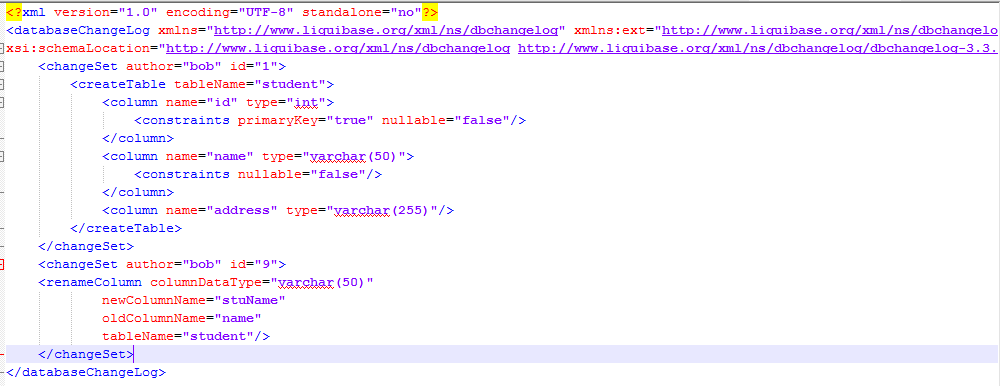 <?xml version="1.0" encoding="UTF-8" standalone="no"?>
<databaseChangeLog xmlns="http://www.liquibase.org/xml/ns/dbchangelog" xmlns:ext="http://www.liquibase.org/xml/ns/dbchangelo
xsi:schemaLocation="http://www.liquibase.org/xml/ns/dbchangelog http://www.liquibase.org/xml/ns/dbchangelog/dbchangelog-3.3.
<changeSet author="bob" id="1">
<createTable tableName="student">
<column name="id" type="int">
<constraints primaryKey="true" nullable="false"/>
</column>
<column name="name" type="varchar(50)">
<constraints nullable="false"/>
</column>
<column name="address" type="varchar(255)"/>
</createTable>
</changeSet>
<changeSet author="bob" id="9">
<renameColumn columnDataType="varchar(50)"
newColumnName="stuName"
oldColumnName="name"
tableName="student"/>
</changeSet>
</databaseChangeLog>